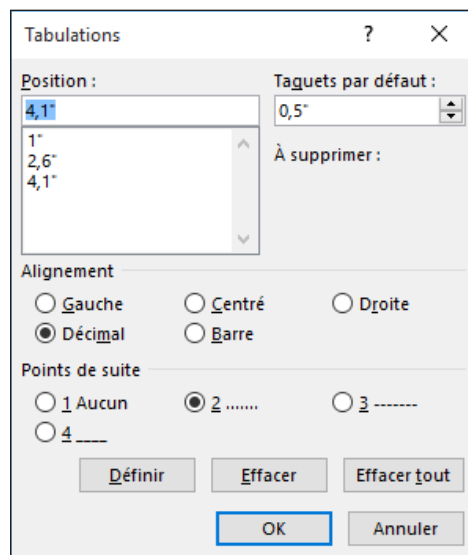 Tabulations ?
Position : Taquets par défaut :
4,1" 0,5"
1" À supprimer :
2,6"
4,1"
Alignement
Gauche Centré Droite
Décimal Barre
Points de suite
1 Aucun 2 ....... 3 -------
4 ____
Définir Effacer Effacer tout
OK Annuler